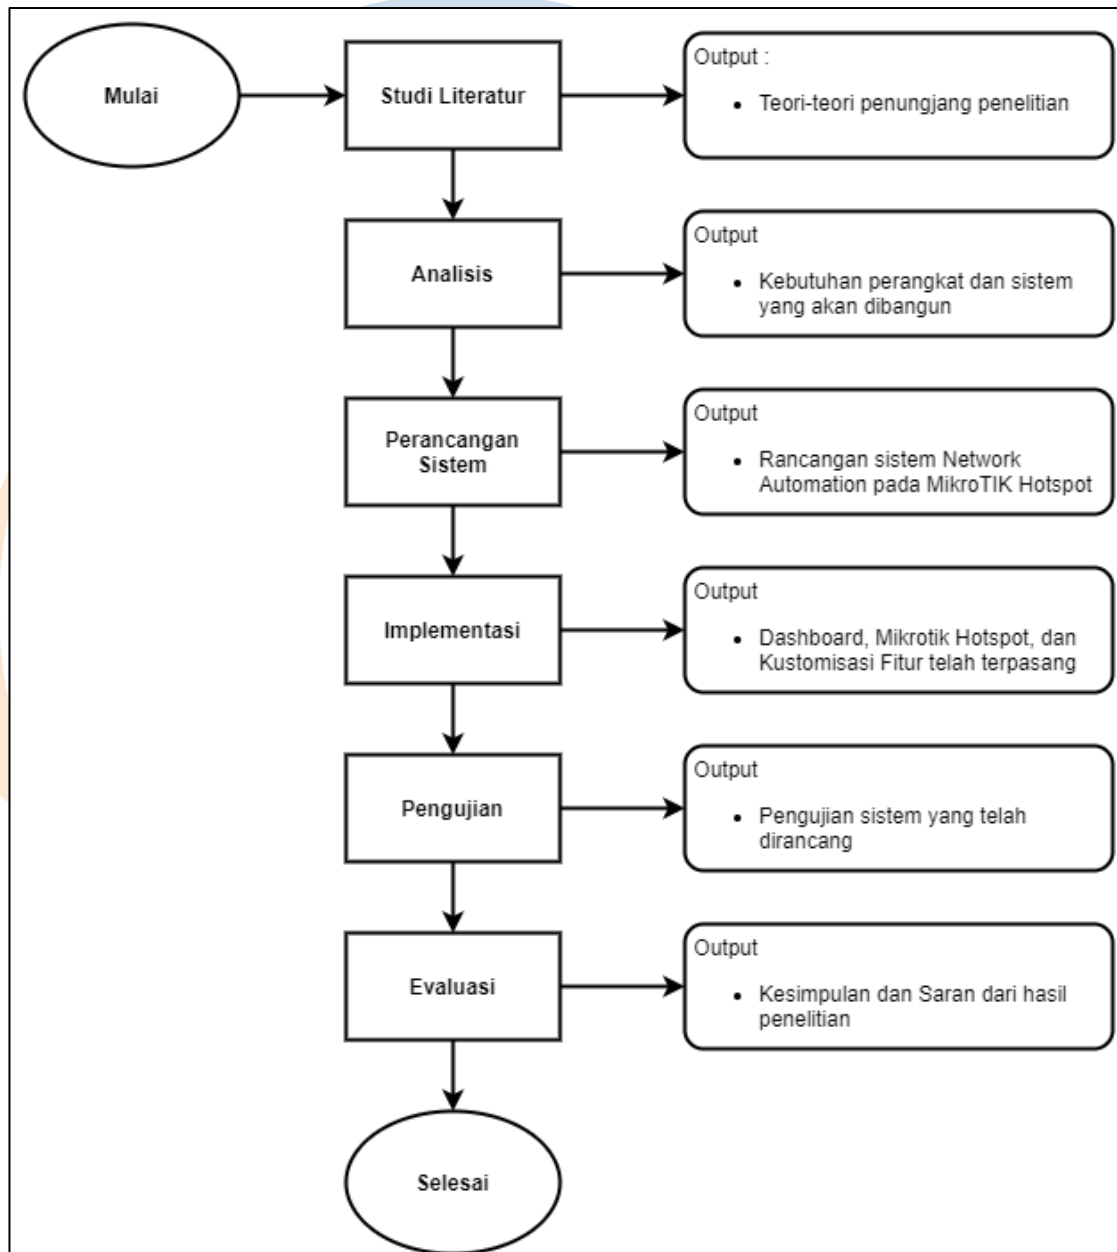 Mulai
Studi Literatur
Output :
• Teori-teori penungjang penelitian
Analisis
Output
• Kebutuhan perangkat dan sistem
yang akan dibangun
Perancangan
Sistem
Output
• Rancangan sistem Network
Automation pada MikroTIK Hotspot
Implementasi
Output
• Dashboard, Mikrotik Hotspot, dan
Kustomisasi Fitur telah terpasang
Pengujian
Output
• Pengujian sistem yang telah
dirancang
Evaluasi
Output
• Kesimpulan dan Saran dari hasil
penelitian
Selesai